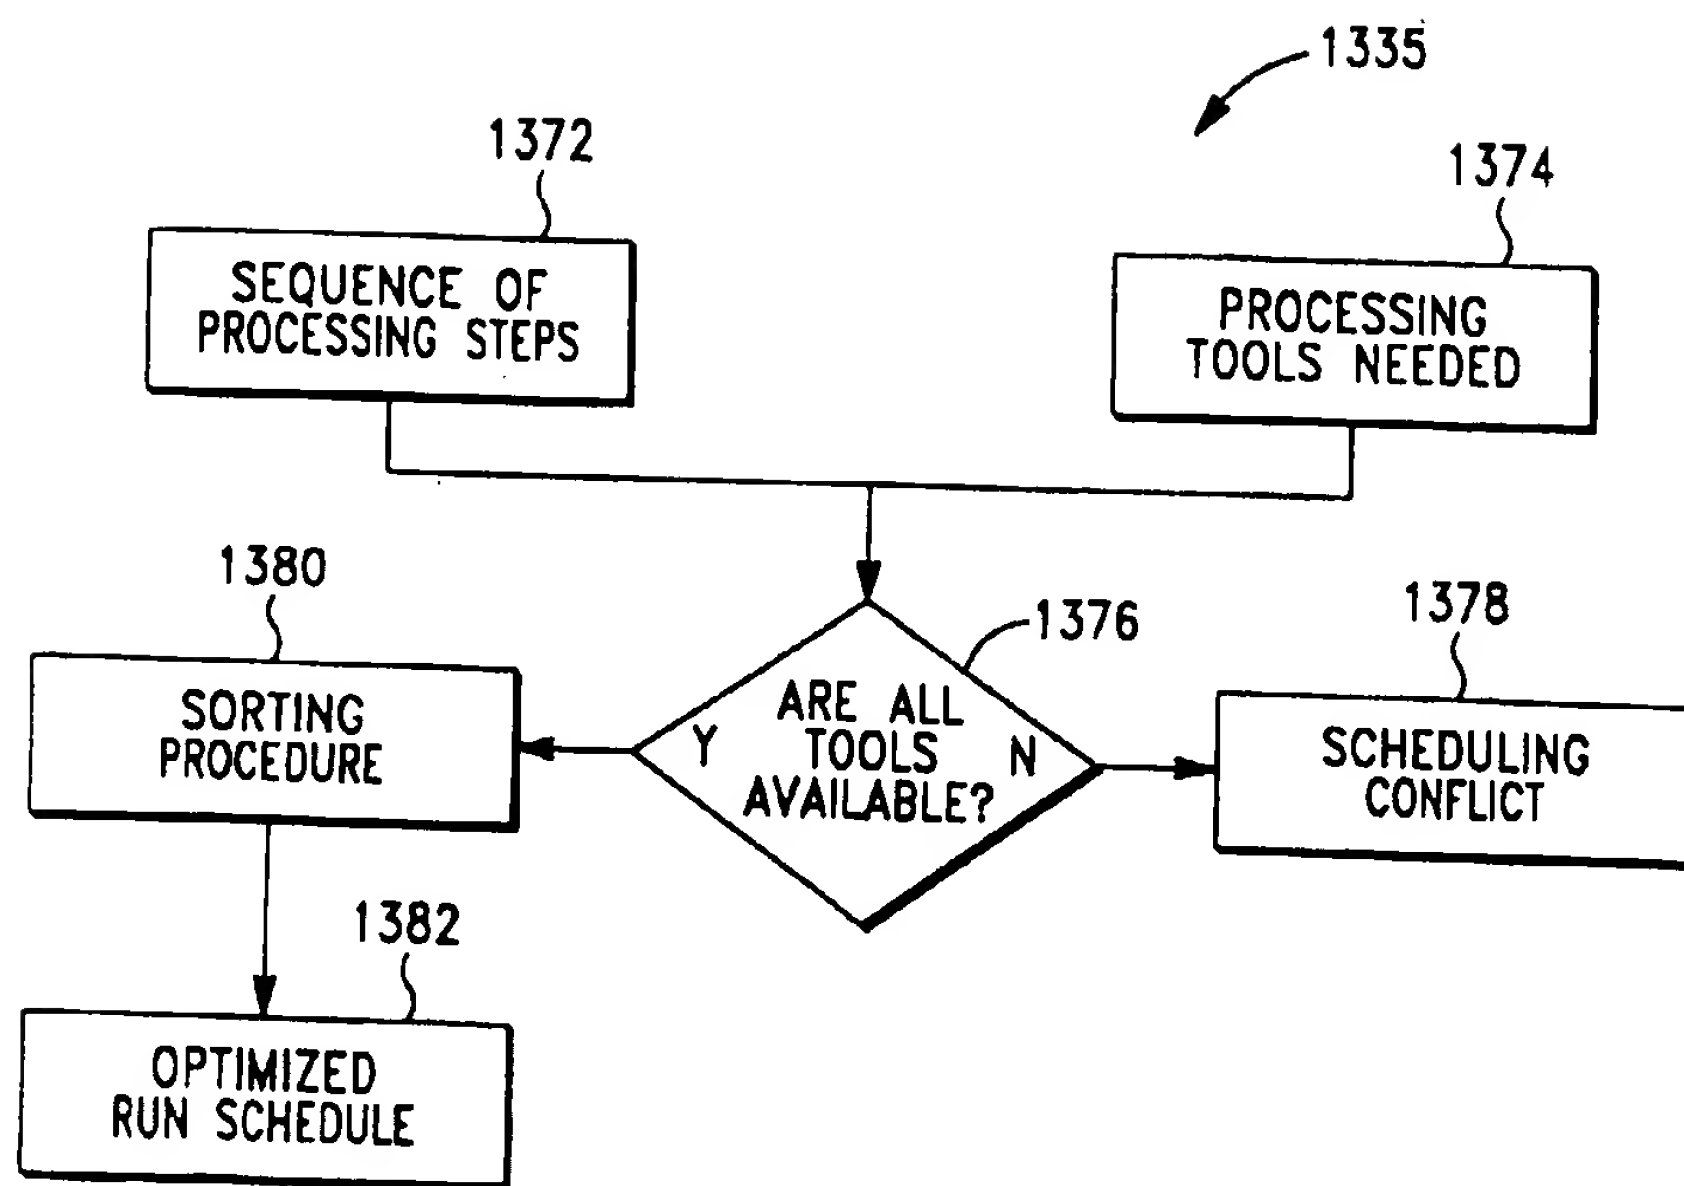 1335
1372
SEQUENCE OF
PROCESSING STEPS
1374
PROCESSING
TOOLS NEEDED
1380
SORTING
PROCEDURE
1376
Y
ARE ALL
TOOLS
AVAILABLE?
N
1378
SCHEDULING
CONFLICT
1382
OPTIMIZED
RUN SCHEDULE